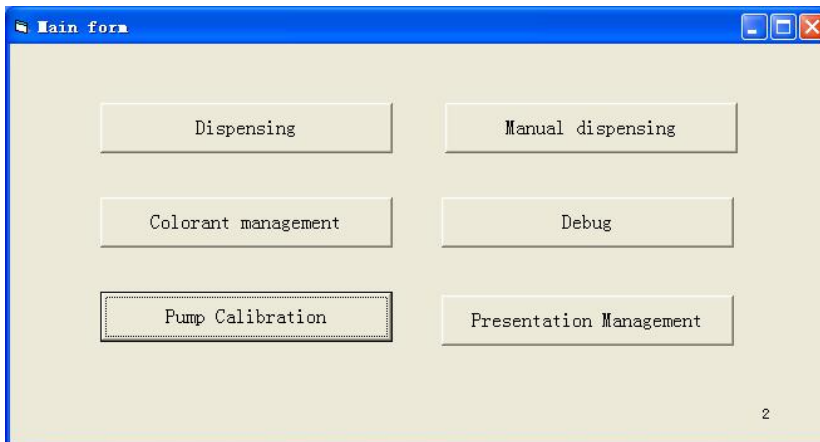 Main form
Dispensing
Manual dispensing
Colorant management
Debug
Pump Calibration
Presentation Management
2